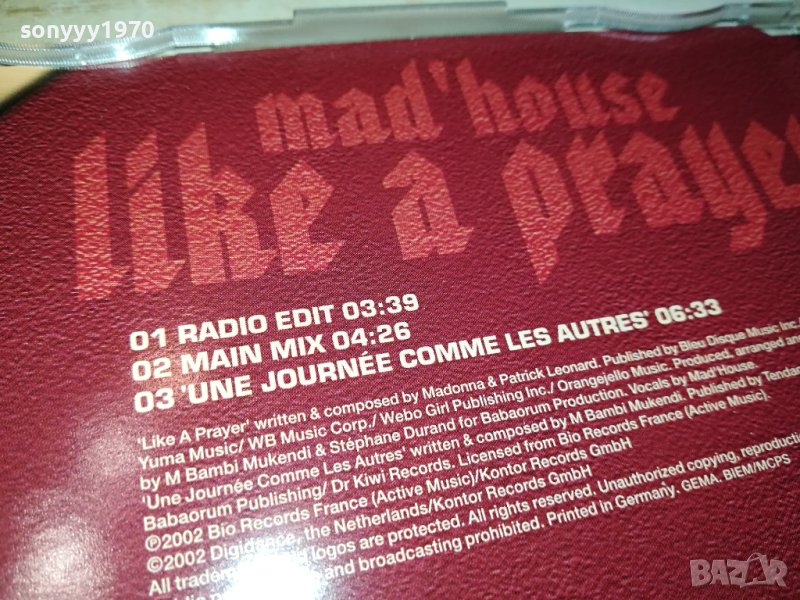 sonyyy1970
mad'house
like a prayer
01 RADIO EDIT 03:39
02 MAIN MIX 04:26
03 'UNE JOURNÉE COMME LES AUTRES' 06:33
'Like A Prayer' written & composed by Madonna & Patrick Leonard. Published by Bleu Disque Music Inc./
Yuma Music/ WB Music Corp./ Webo Girl Publishing Inc./ Orangejello Music. Produced, arranged and
by M Bambi Mukendi & Stéphane Durand for Babaorum Production. Vocals by Mad'House.
'Une Journée Comme Les Autres' written & composed by M Bambi Mukendi. Published by Tendan
Babaorum Publishing/ Dr Kiwi Records. Licensed from Bio Records France (Active Music).
℗2002 Bio Records France (Active Music)/Kontor Records GmbH
©2002 Digidance, the Netherlands/Kontor Records GmbH
All trademarks and logos are protected. All rights reserved. Unauthorized copying, reproduction
and broadcasting prohibited. Printed in Germany. GEMA. BIEM/MCPS
BAZAR